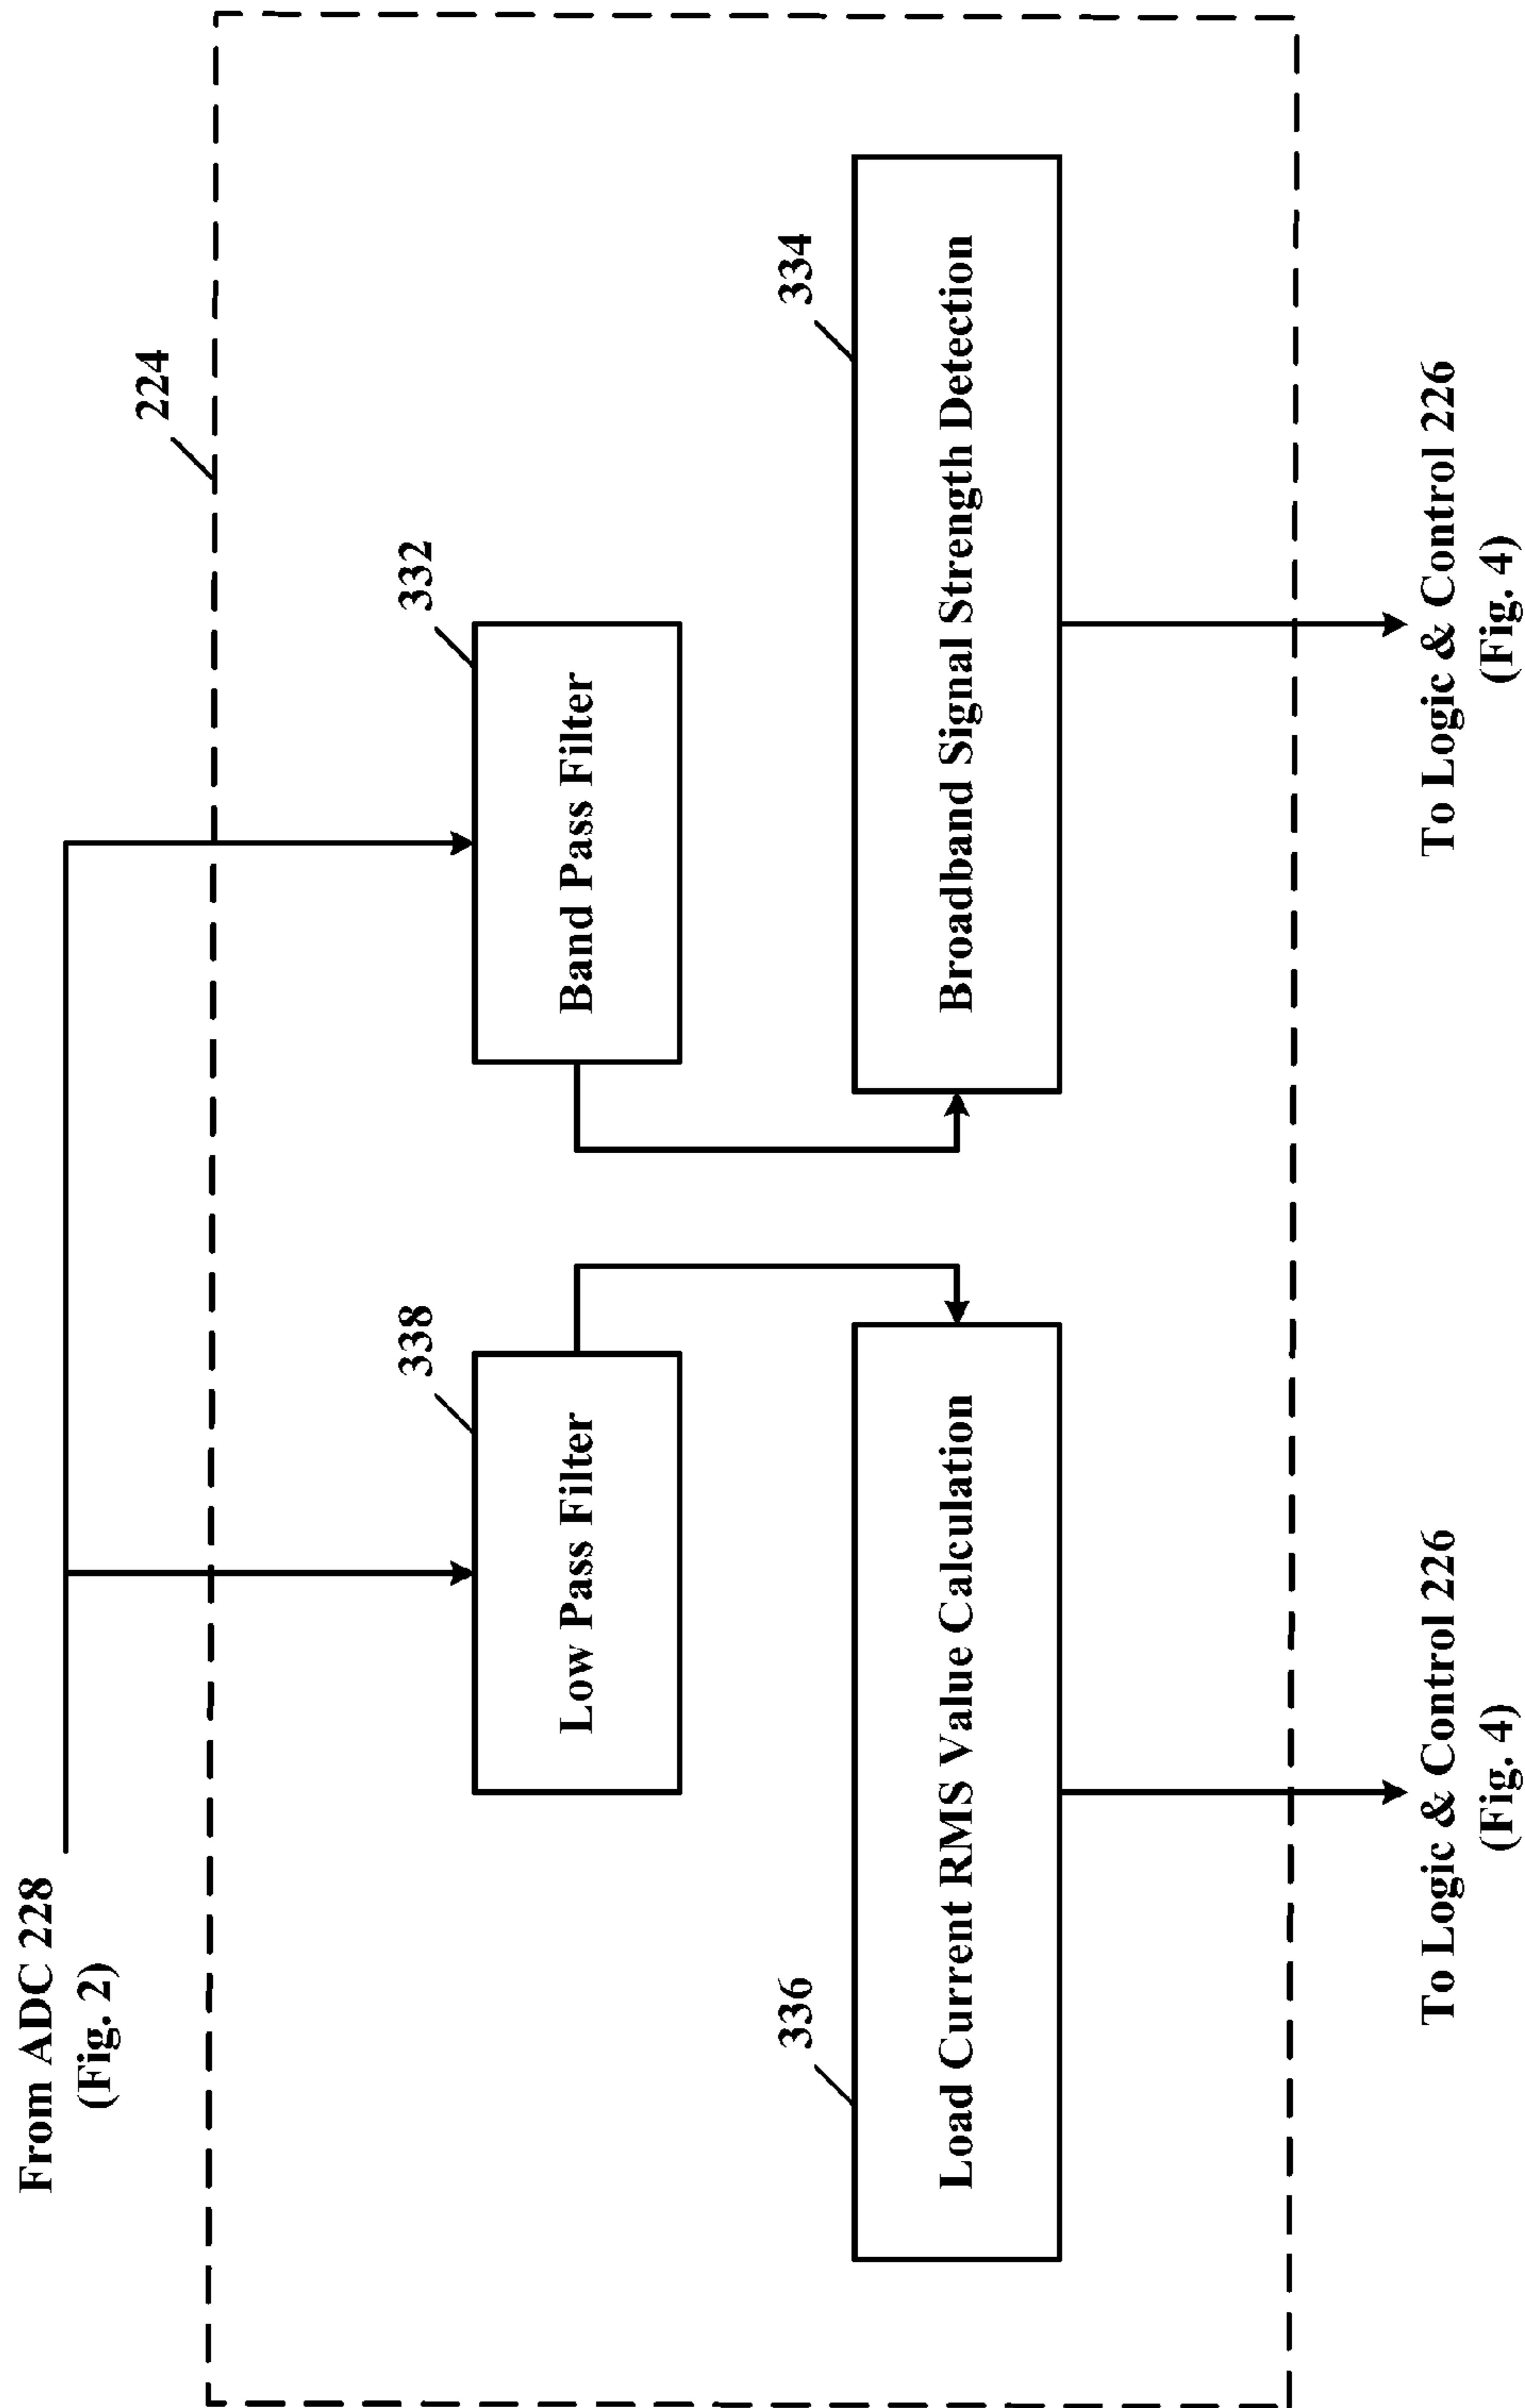 From ADC 228
(Fig. 2)
224
338
332
Low Pass Filter
Band Pass Filter
336
334
Load Current RMS Value Calculation
Broadband Signal Strength Detection
To Logic & Control 226
(Fig. 4)
To Logic & Control 226
(Fig. 4)